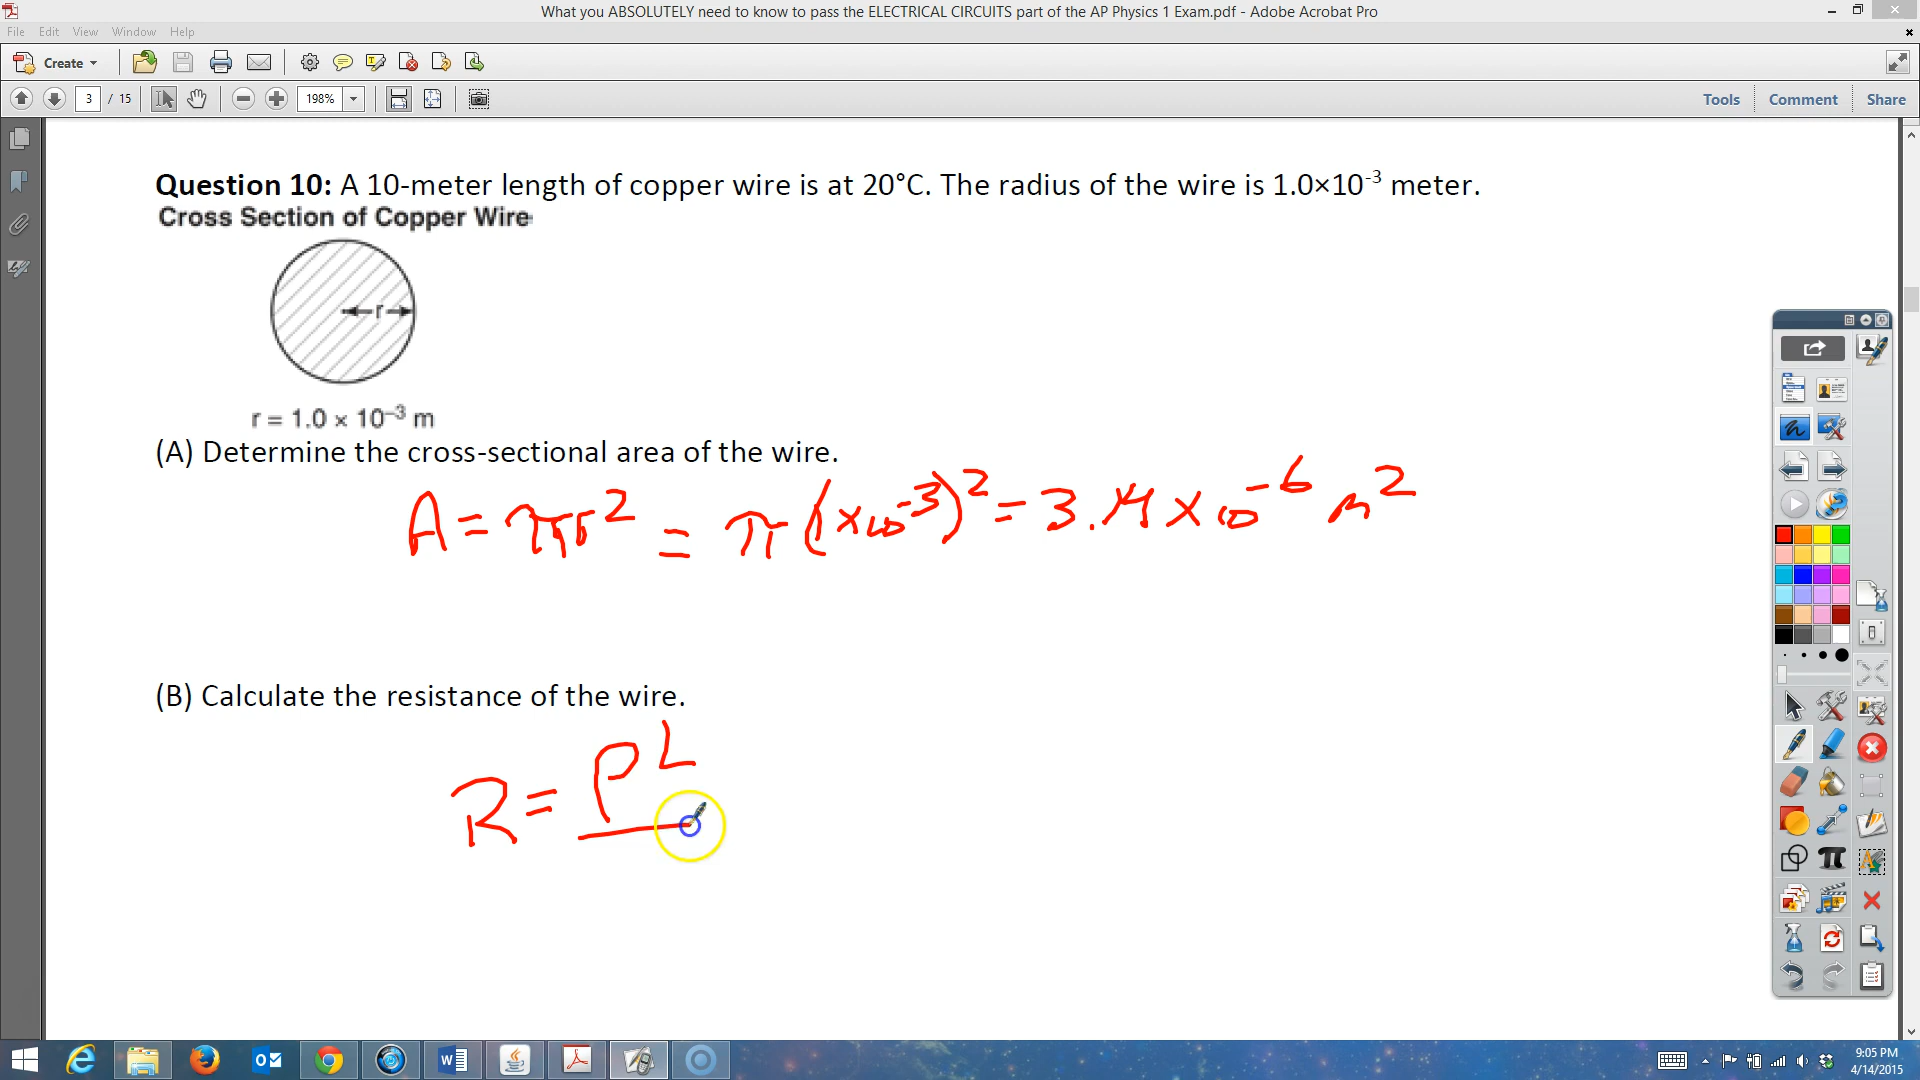 What you ABSOLUTELY need to know to pass the ELECTRICAL CIRCUITS part of the AP Physics 1 Exam.pdf - Adobe Acrobat Pro
File Edit View Window Help
Create
3 / 15 198% Tools Comment Share
Question 10: A 10-meter length of copper wire is at 20°C. The radius of the wire is 1.0×10⁻³ meter.
Cross Section of Copper Wire
r
r = 1.0 × 10⁻³ m
(A) Determine the cross-sectional area of the wire.
A = πr² = π(1×10⁻³)² = 3.14 × 10⁻⁶ m²
(B) Calculate the resistance of the wire.
R = ρL
9:05 PM
4/14/2015